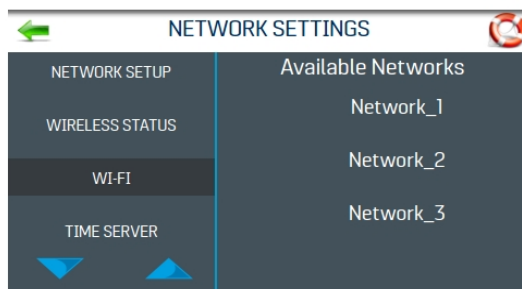 NETWORK SETTINGS
NETWORK SETUP
WIRELESS STATUS
WI-FI
TIME SERVER
Available Networks
Network_1
Network_2
Network_3